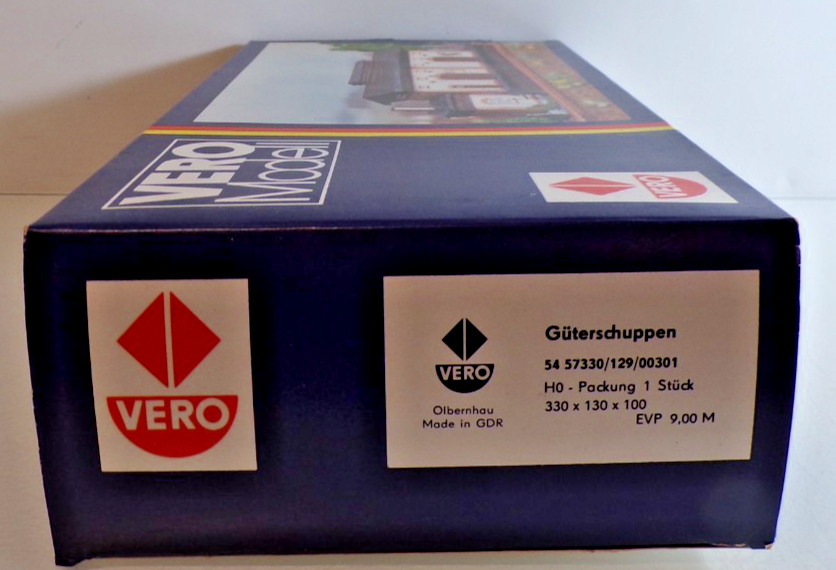 VERO
Modell
VERO
VERO
VERO
Olbernhau
Made in GDR
Güterschuppen
54 57330/129/00301
H0 - Packung 1 Stück
330 x 130 x 100
EVP 9,00 M